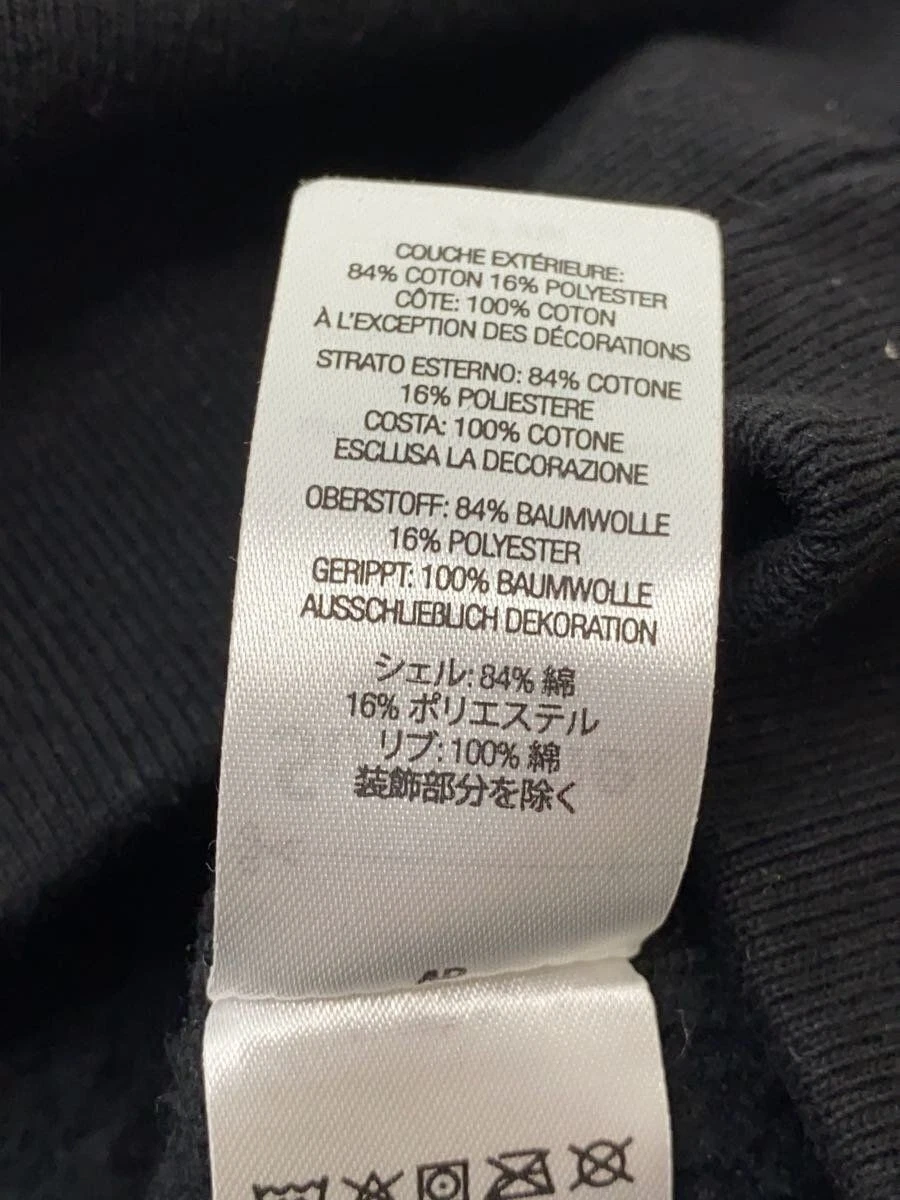 COUCHE EXTÉRIEURE:
84% COTON 16% POLYESTER
CÔTE: 100% COTON
À L'EXCEPTION DES DÉCORATIONS
STRATO ESTERNO: 84% COTONE
16% POLIESTERE
COSTA: 100% COTONE
ESCLUSA LA DECORAZIONE
OBERSTOFF: 84% BAUMWOLLE
16% POLYESTER
GERIPPT: 100% BAUMWOLLE
AUSSCHLIEBLICH DEKORATION
シェル: 84% 綿
16% ポリエステル
リブ: 100% 綿
装飾部分を除く